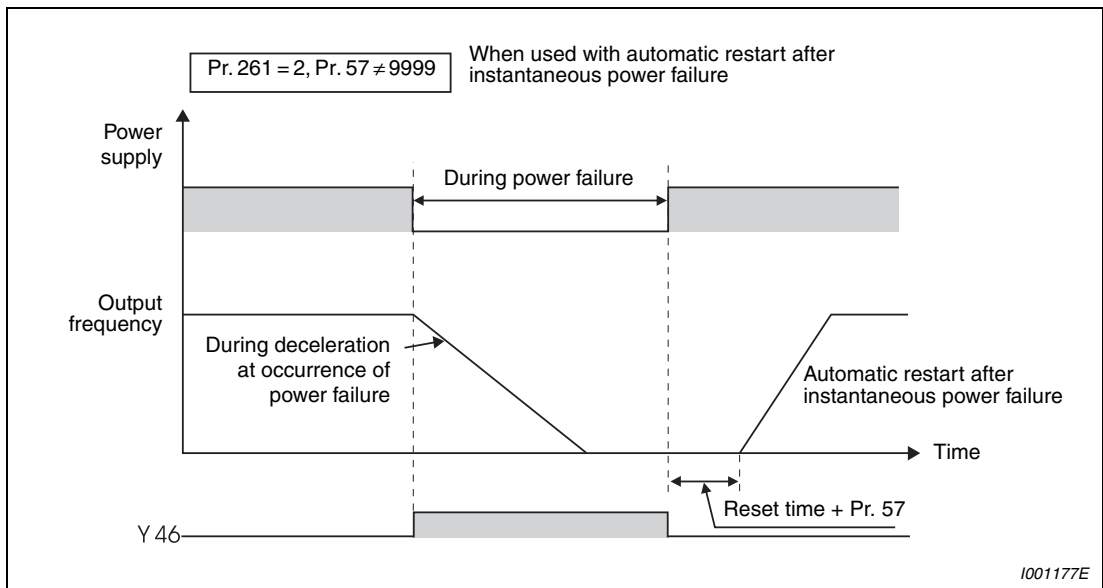 Pr. 261 = 2, Pr. 57 ≠ 9999
When used with automatic restart after
instantaneous power failure
Power
supply
During power failure
Output
frequency
During deceleration
at occurrence of
power failure
Automatic restart after
instantaneous power failure
Time
Reset time + Pr. 57
Y 46
I001177E